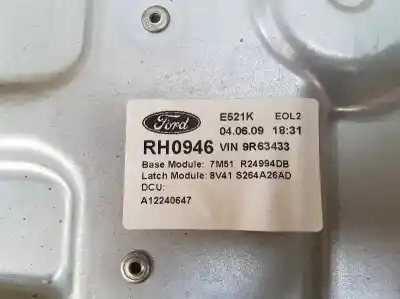 Ford E521K EOL2
04.06.09 18:31
RH0946 VIN 9R63433
Base Module: 7M51 R24994DB
Latch Module: 8V41 S264A26AD
DCU:
A12240647